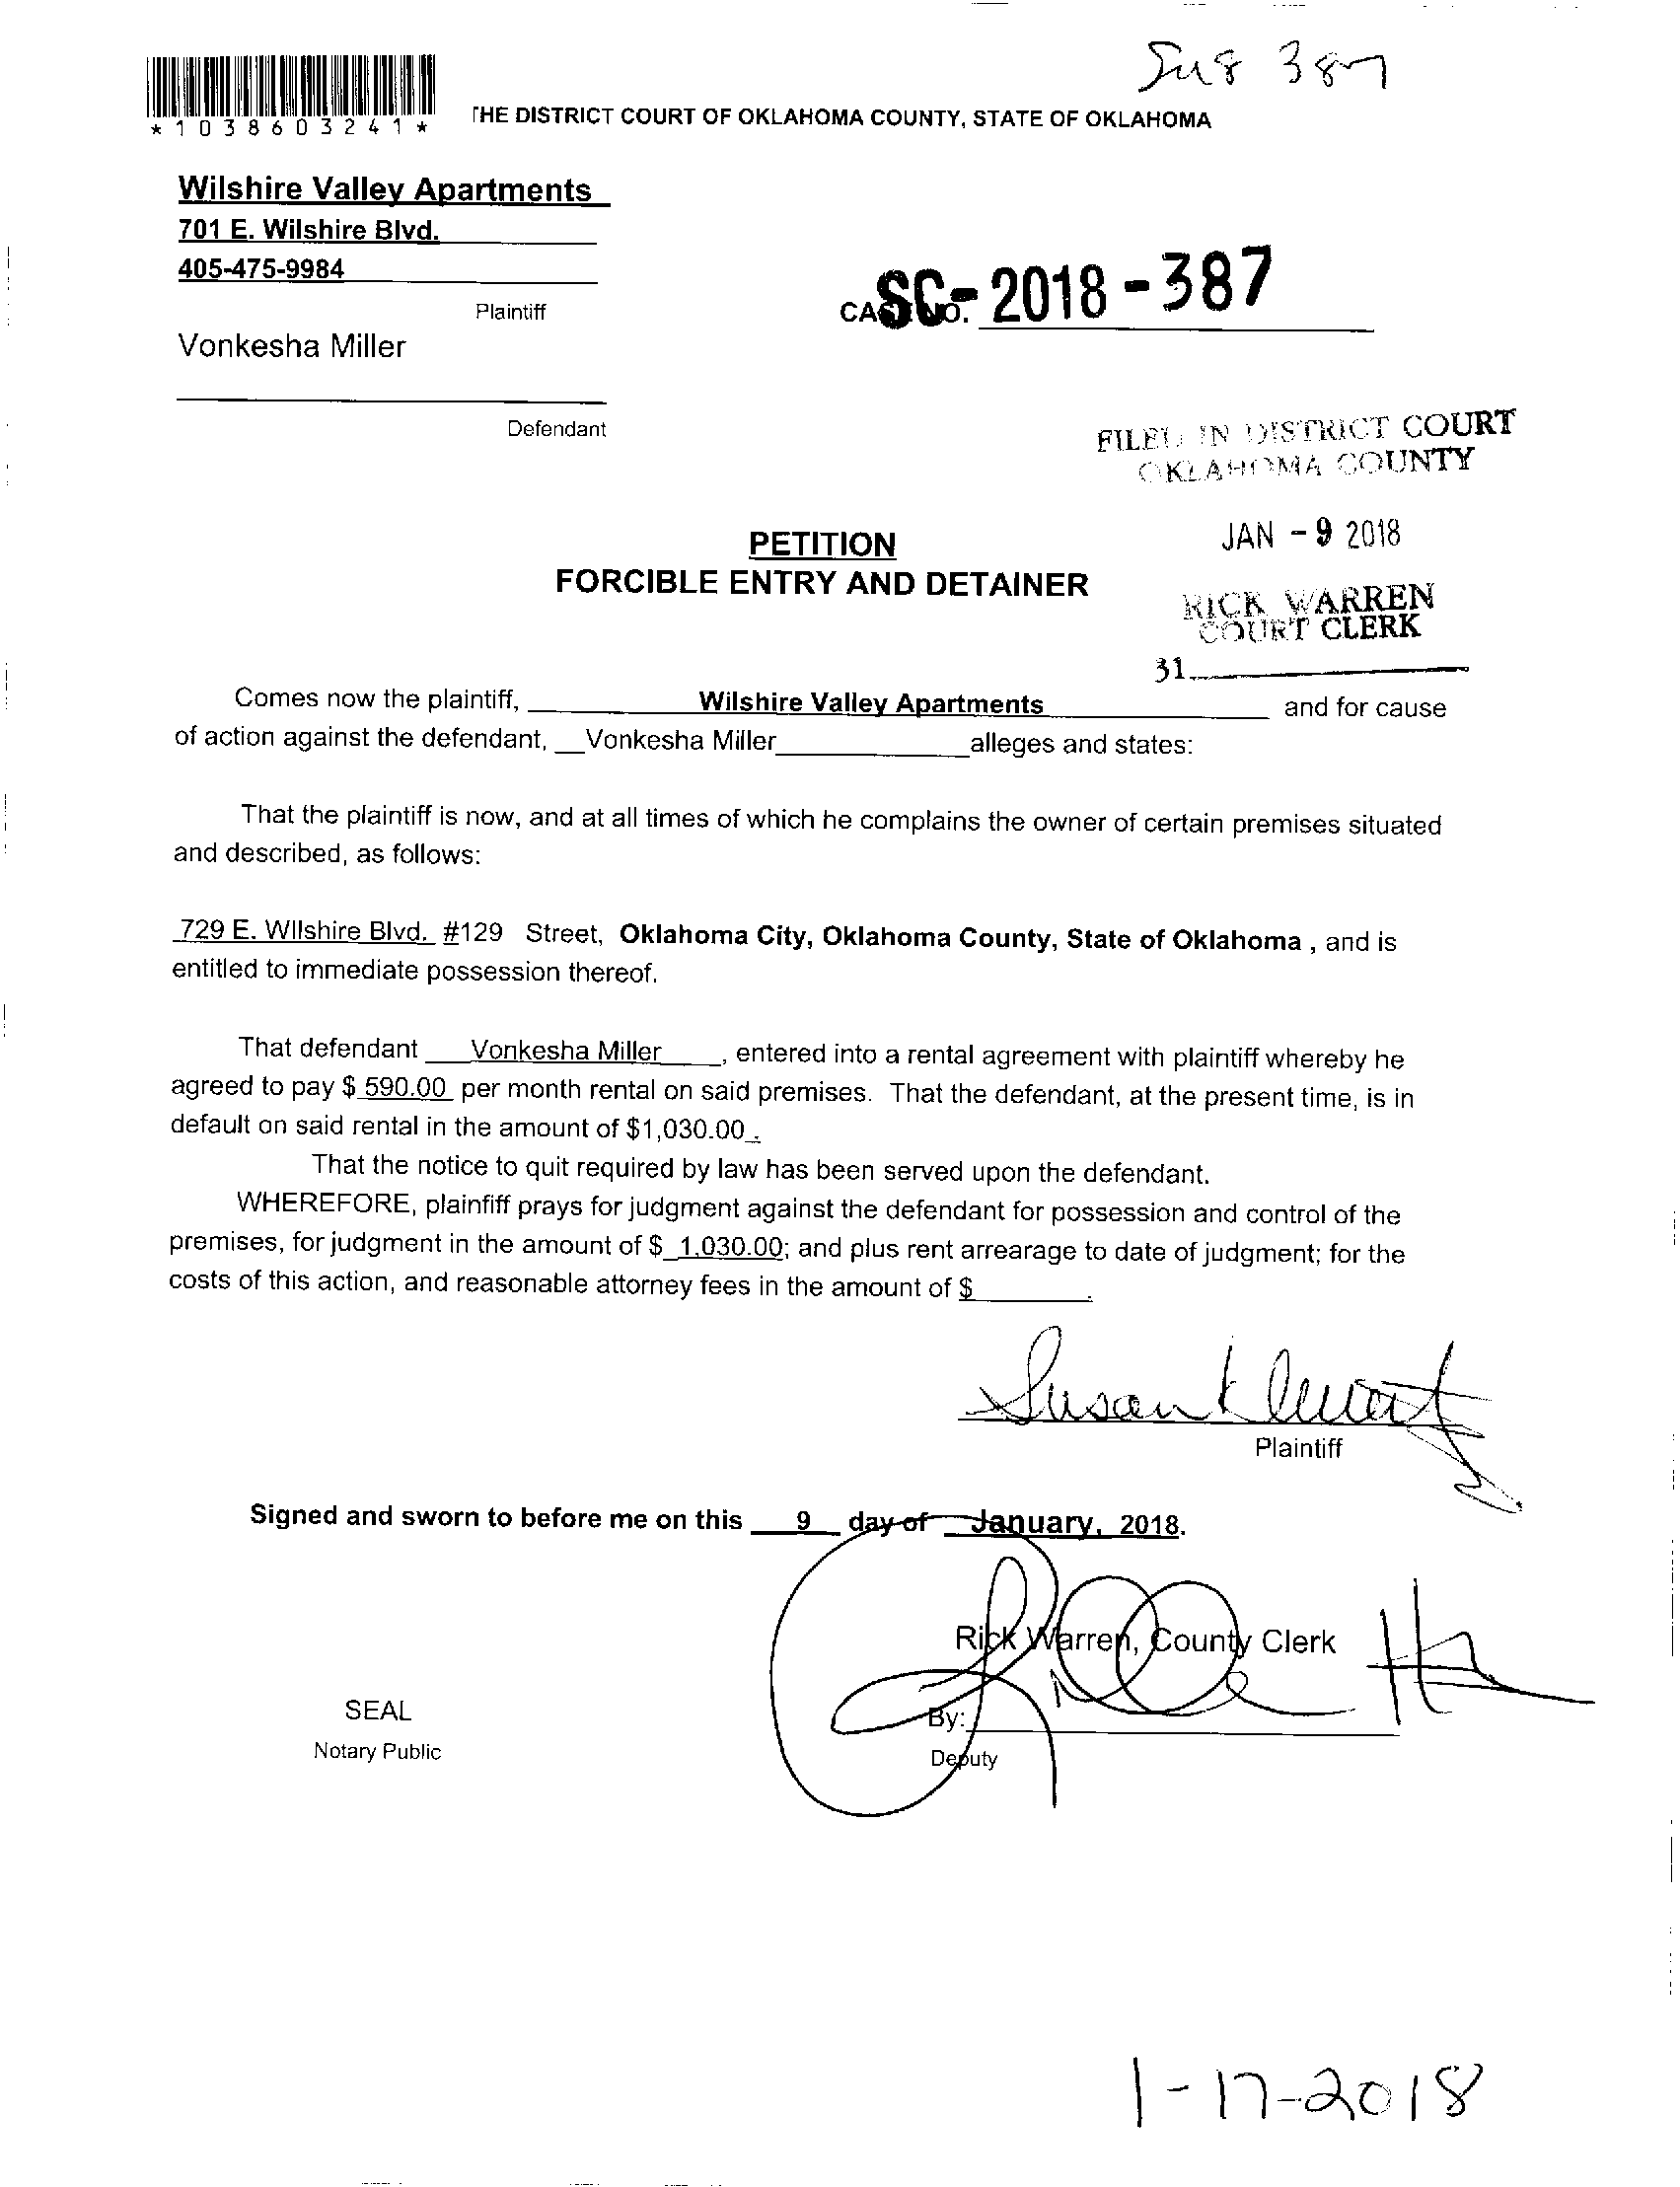 *1038603241*
THE DISTRICT COURT OF OKLAHOMA COUNTY, STATE OF OKLAHOMA
Wilshire Valley Apartments
701 E. Wilshire Blvd.
405-475-9984
Plaintiff
SC-2018-387
Vonkesha Miller
Defendant
FILED IN DISTRICT COURT
OKLAHOMA COUNTY
JAN - 9 2018
RICK WARREN
COURT CLERK
31
PETITION
FORCIBLE ENTRY AND DETAINER
Comes now the plaintiff, Wilshire Valley Apartments and for cause
of action against the defendant, Vonkesha Miller alleges and states:
That the plaintiff is now, and at all times of which he complains the owner of certain premises situated
and described, as follows:
729 E. WIlshire Blvd. #129 Street, Oklahoma City, Oklahoma County, State of Oklahoma , and is
entitled to immediate possession thereof.
That defendant Vonkesha Miller , entered into a rental agreement with plaintiff whereby he
agreed to pay $ 590.00 per month rental on said premises. That the defendant, at the present time, is in
default on said rental in the amount of $1,030.00 .
That the notice to quit required by law has been served upon the defendant.
WHEREFORE, plainfiff prays for judgment against the defendant for possession and control of the
premises, for judgment in the amount of $ 1,030.00; and plus rent arrearage to date of judgment; for the
costs of this action, and reasonable attorney fees in the amount of $ .
Susan
Plaintiff
Signed and sworn to before me on this 9 day of January, 2018.
Rick Warren, County Clerk
SEAL
By:
Notary Public
Deputy
1-17-2018